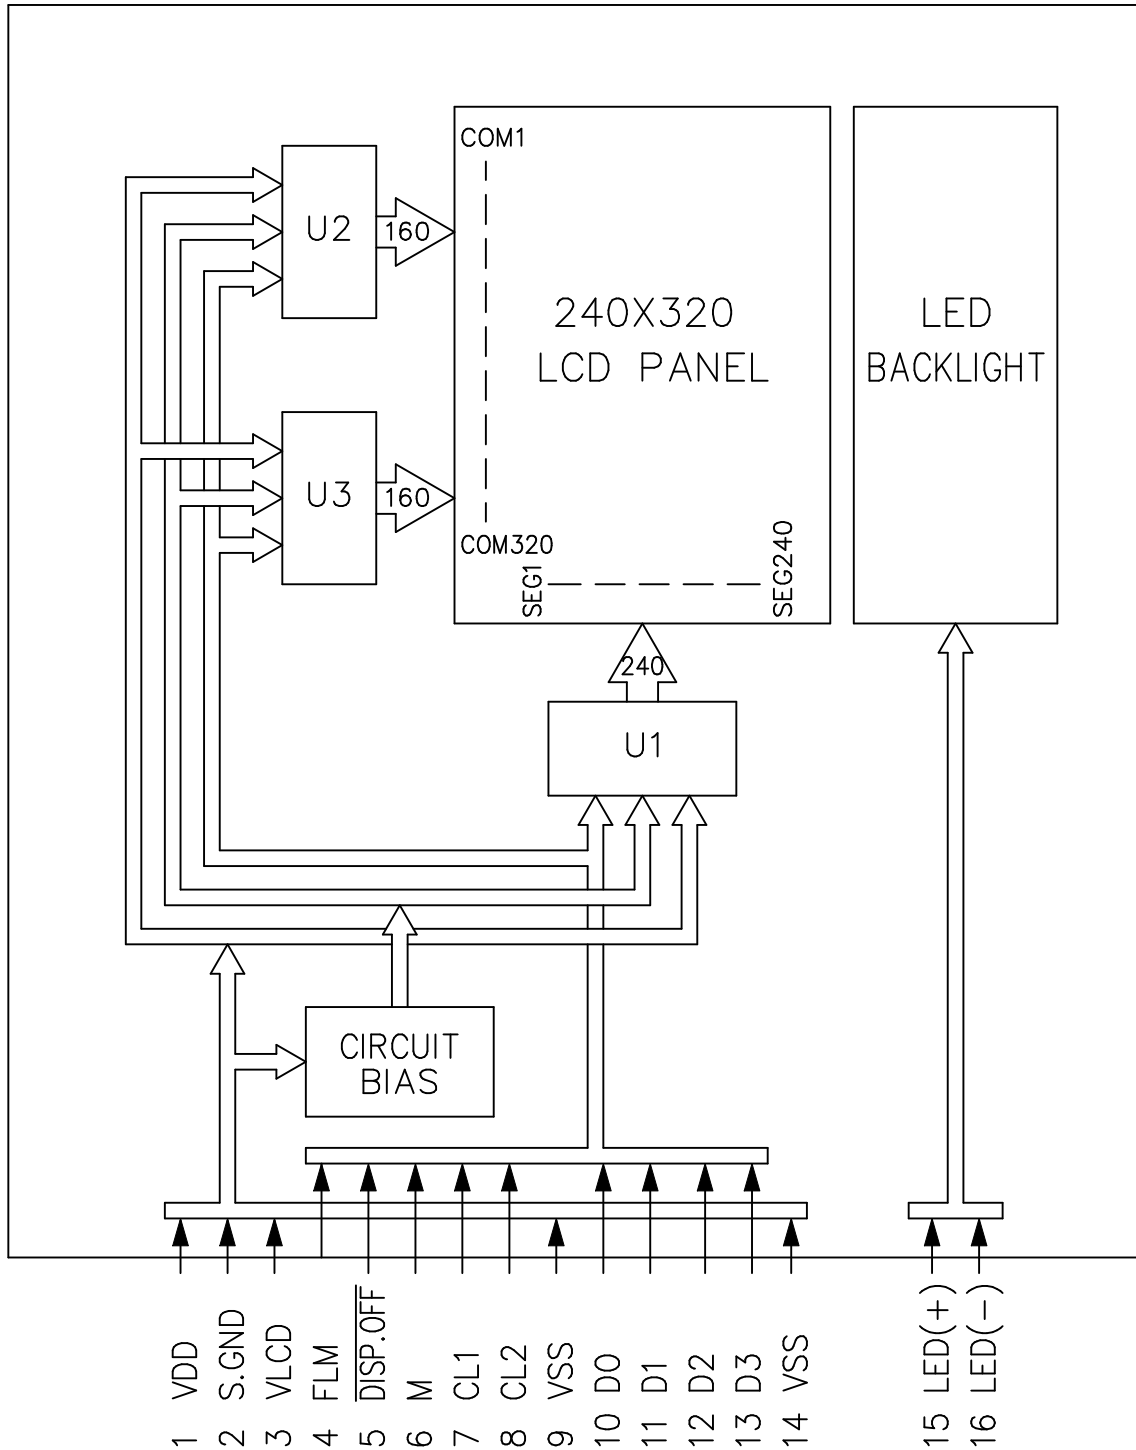 COM1
U2
160
240X320
LCD PANEL
LED
BACKLIGHT
U3
160
COM320
SEG1
SEG240
240
U1
CIRCUIT
BIAS
1 VDD
2 S.GND
3 VLCD
4 FLM
5 DISP.OFF
6 M
7 CL1
8 CL2
9 VSS
10 D0
11 D1
12 D2
13 D3
14 VSS
15 LED(+)
16 LED(-)